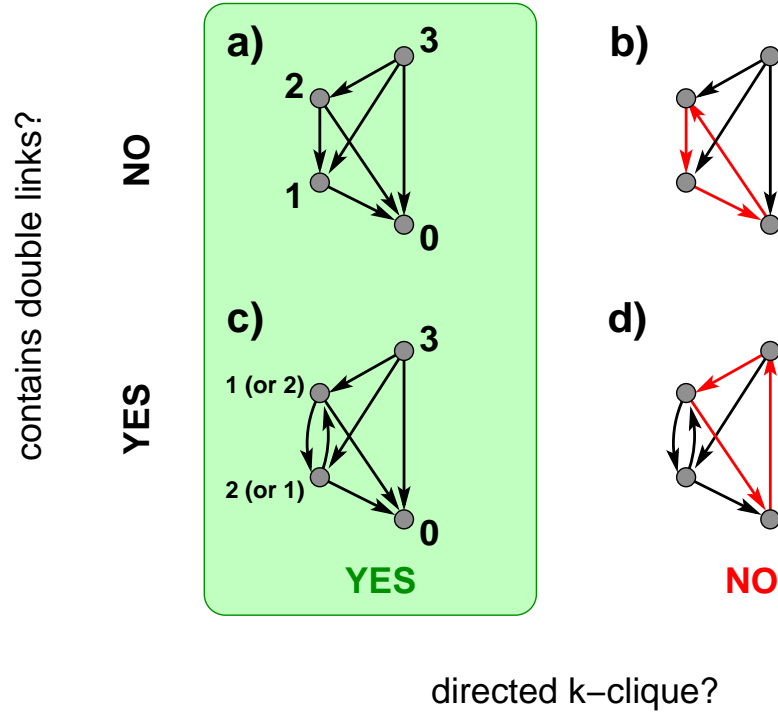 a)
3
b)
2
1
0
NO
contains double links?
c)
3
d)
1 (or 2)
2 (or 1)
0
YES
YES
NO
directed k−clique?